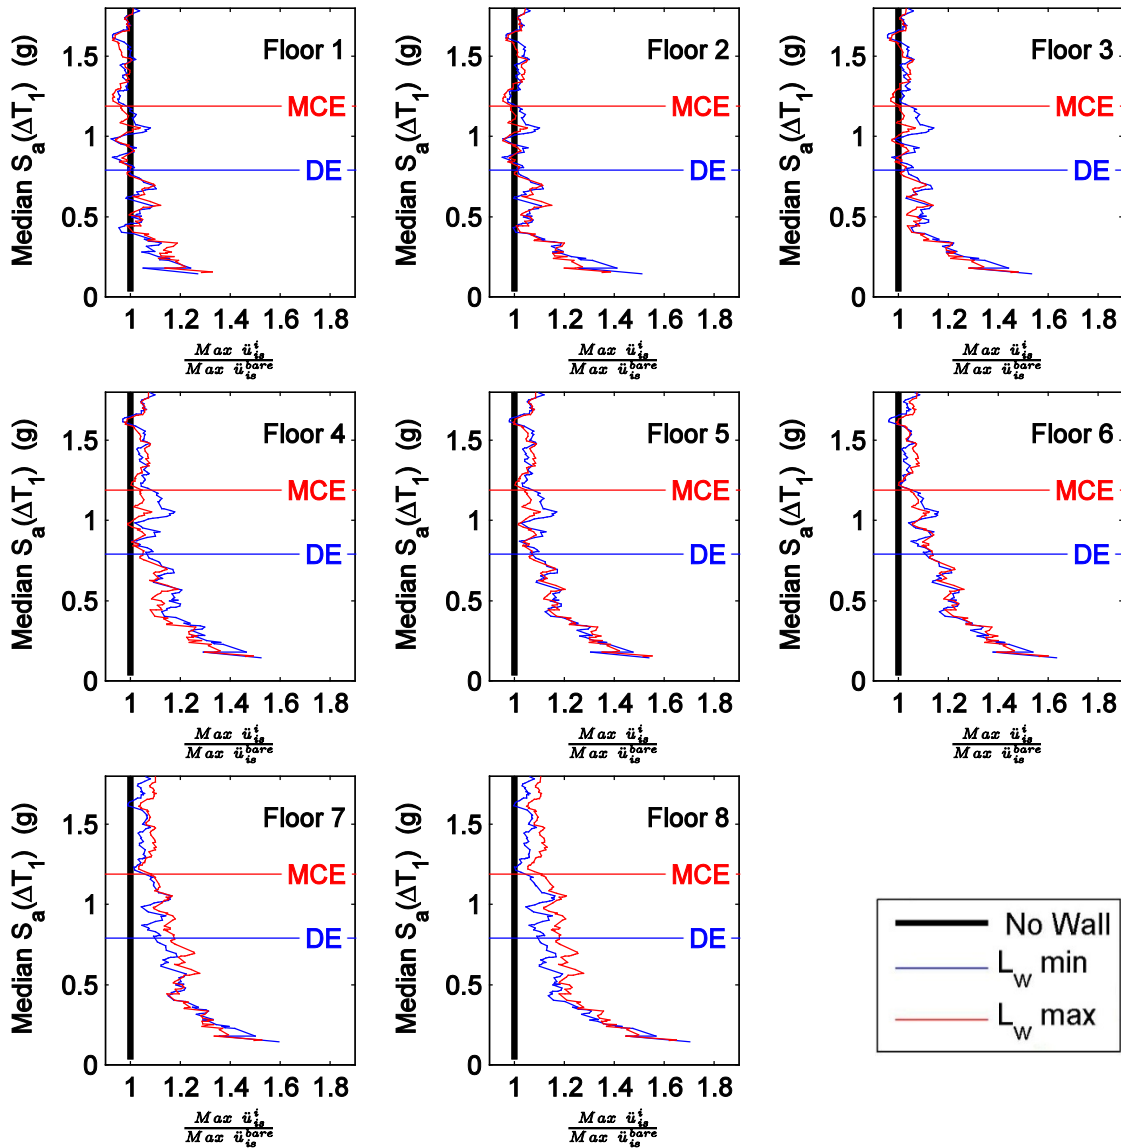 Median S_a(ΔT_1) (g)
1.5
1
0.5
0
Floor 1
MCE
DE
1 1.2 1.4 1.6 1.8
Max ü^i_is
Max ü^bare_is
Median S_a(ΔT_1) (g)
1.5
1
0.5
0
Floor 2
MCE
DE
1 1.2 1.4 1.6 1.8
Max ü^i_is
Max ü^bare_is
Median S_a(ΔT_1) (g)
1.5
1
0.5
0
Floor 3
MCE
DE
1 1.2 1.4 1.6 1.8
Max ü^i_is
Max ü^bare_is
Median S_a(ΔT_1) (g)
1.5
1
0.5
0
Floor 4
MCE
DE
1 1.2 1.4 1.6 1.8
Max ü^i_is
Max ü^bare_is
Median S_a(ΔT_1) (g)
1.5
1
0.5
0
Floor 5
MCE
DE
1 1.2 1.4 1.6 1.8
Max ü^i_is
Max ü^bare_is
Median S_a(ΔT_1) (g)
1.5
1
0.5
0
Floor 6
MCE
DE
1 1.2 1.4 1.6 1.8
Max ü^i_is
Max ü^bare_is
Median S_a(ΔT_1) (g)
1.5
1
0.5
0
Floor 7
MCE
DE
1 1.2 1.4 1.6 1.8
Max ü^i_is
Max ü^bare_is
Median S_a(ΔT_1) (g)
1.5
1
0.5
0
Floor 8
MCE
DE
1 1.2 1.4 1.6 1.8
Max ü^i_is
Max ü^bare_is
No Wall
L_w min
L_w max